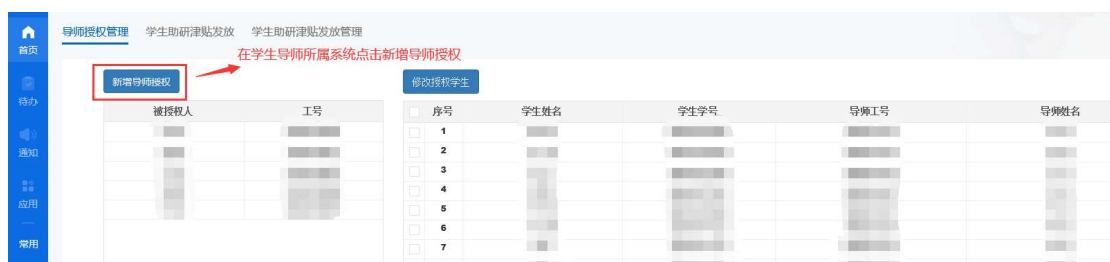 首页
待办
通知
应用
常用
导师授权管理 学生助研津贴发放 学生助研津贴发放管理
在学生导师所属系统点击新增导师授权
新增导师授权
被授权人 工号
修改授权学生
序号 学生姓名 学生学号 导师工号 导师姓名
1
2
3
4
5
6
7